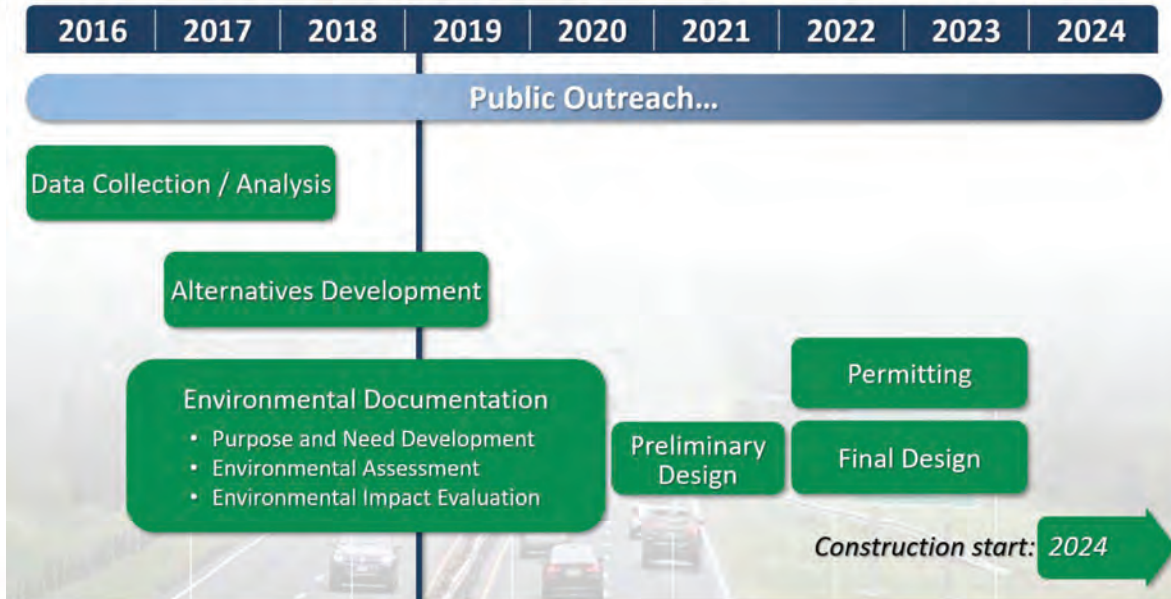 2016 2017 2018 2019 2020 2021 2022 2023 2024
Public Outreach...
Data Collection / Analysis
Alternatives Development
Environmental Documentation
• Purpose and Need Development
• Environmental Assessment
• Environmental Impact Evaluation
Preliminary
Design
Permitting
Final Design
Construction start: 2024